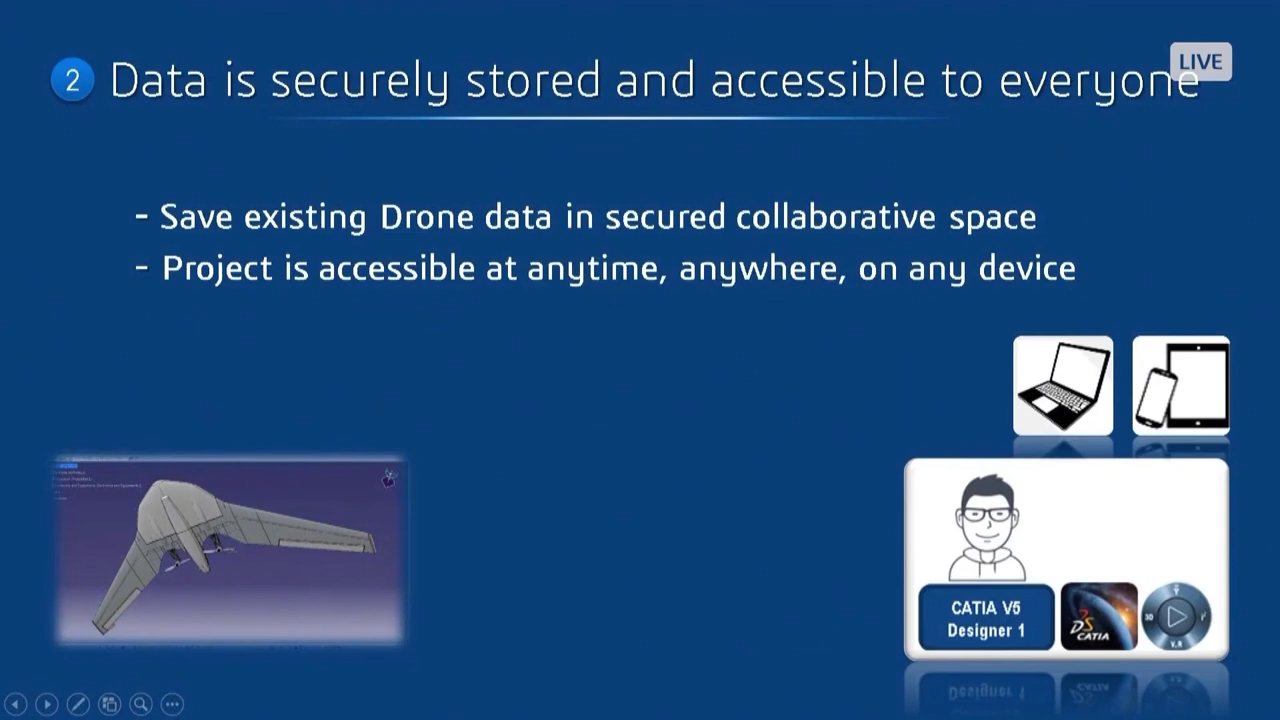 2 Data is securely stored and accessible to everyone
LIVE
- Save existing Drone data in secured collaborative space
- Project is accessible at anytime, anywhere, on any device
CATIA V5
Designer 1
CATIA
3D
V.R